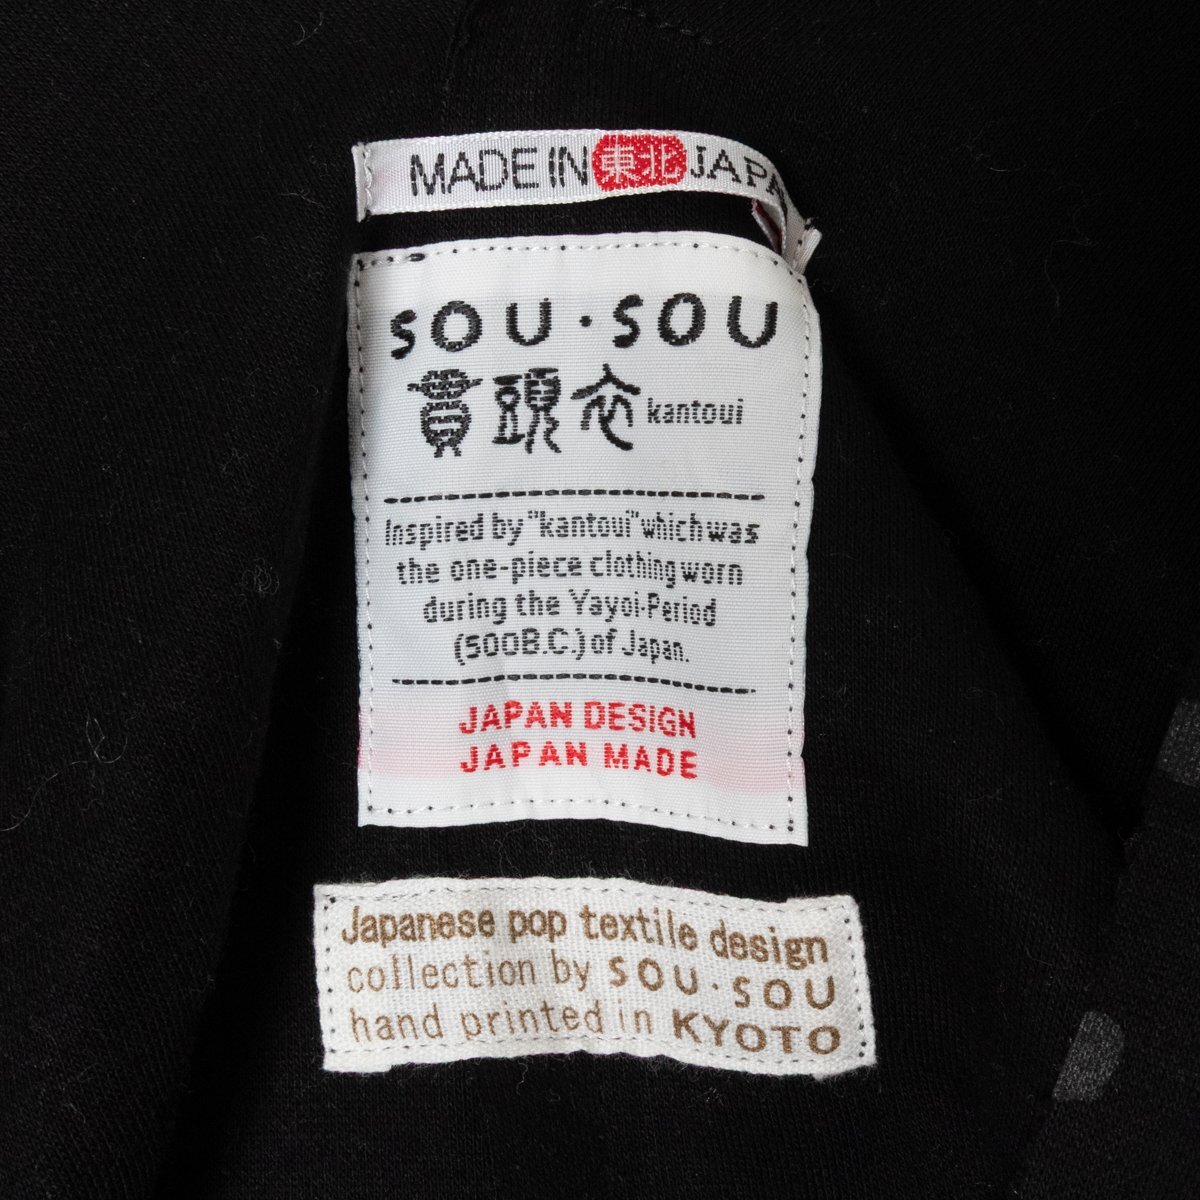 MADE IN 東北 JAPA
SOU·SOU
貫頭衣 kantoui
Inspired by "kantoui" which was
the one-piece clothing worn
during the Yayoi-Period
(500B.C.) of Japan.
JAPAN DESIGN
JAPAN MADE
Japanese pop textile design
collection by SOU·SOU
hand printed in KYOTO